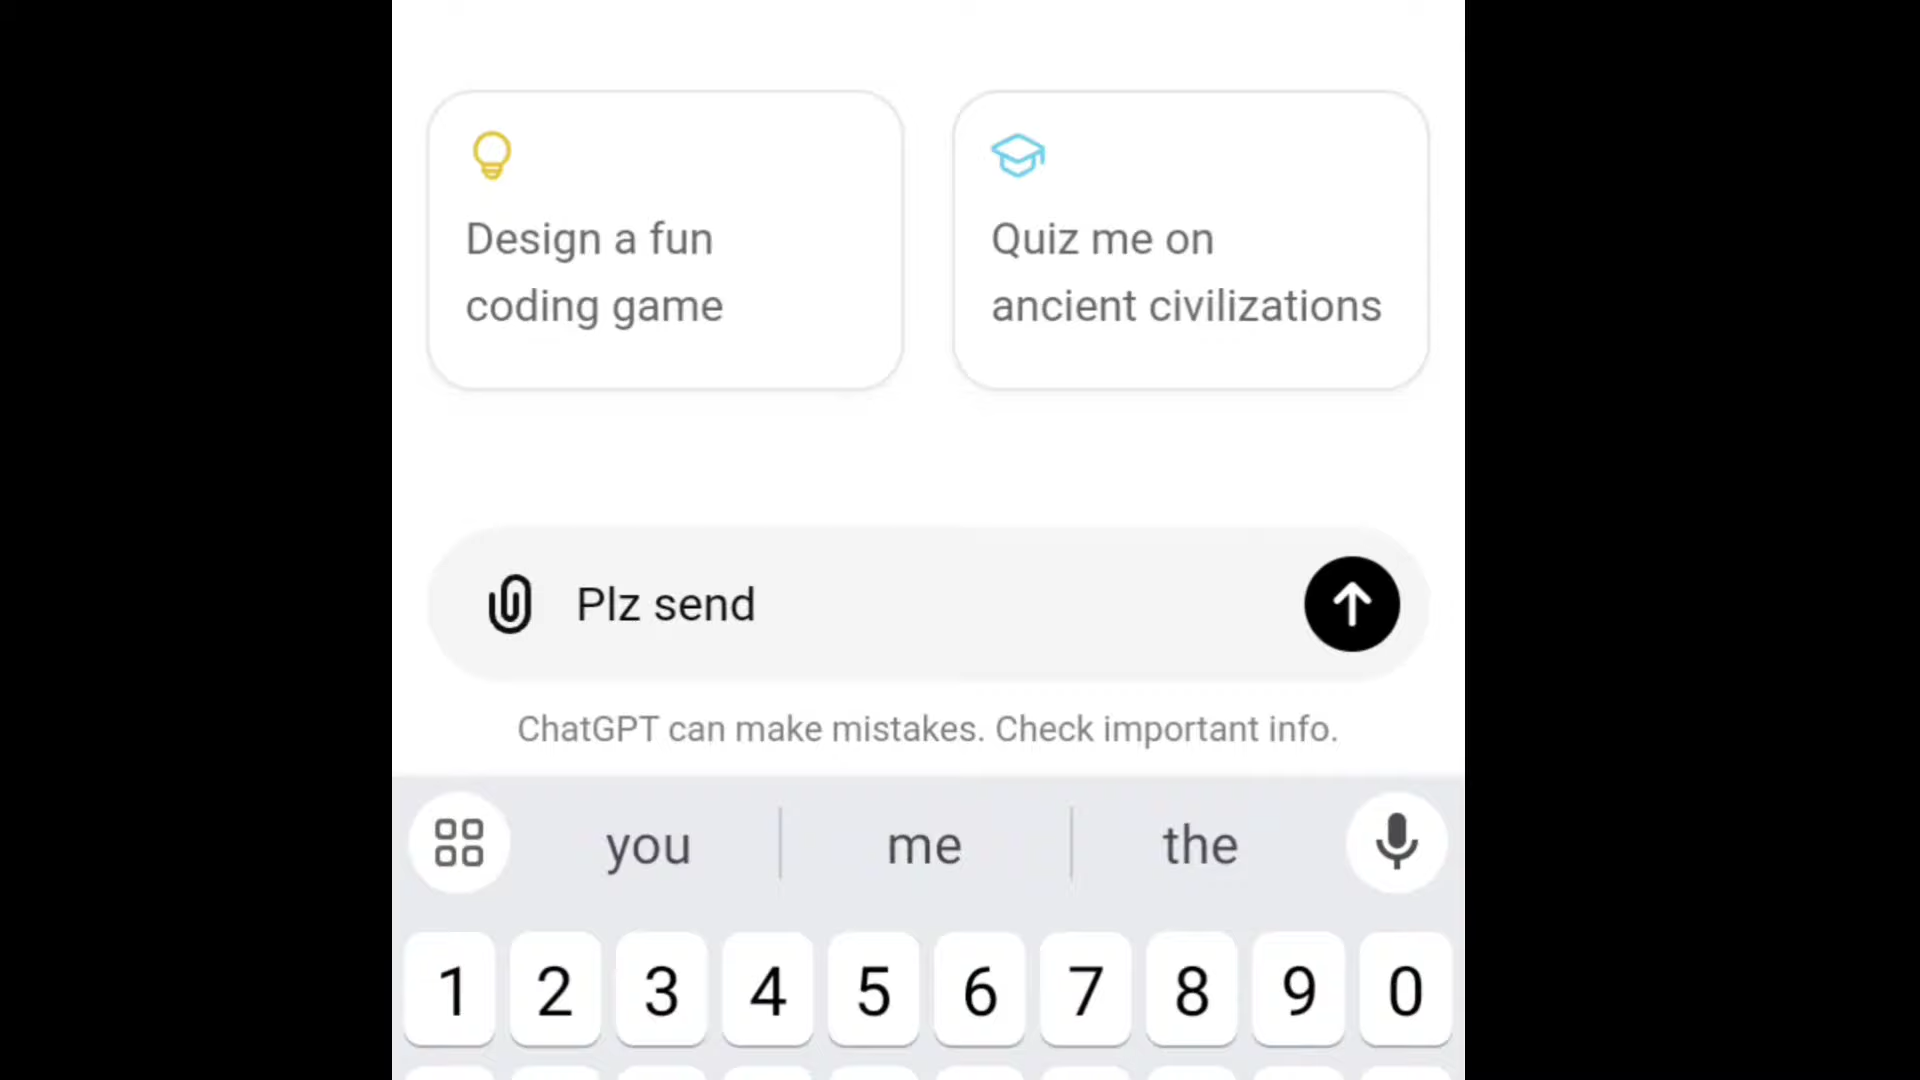 Design a fun
coding game
Quiz me on
ancient civilizations
Plz send
ChatGPT can make mistakes. Check important info.
you me the
1 2 3 4 5 6 7 8 9 0